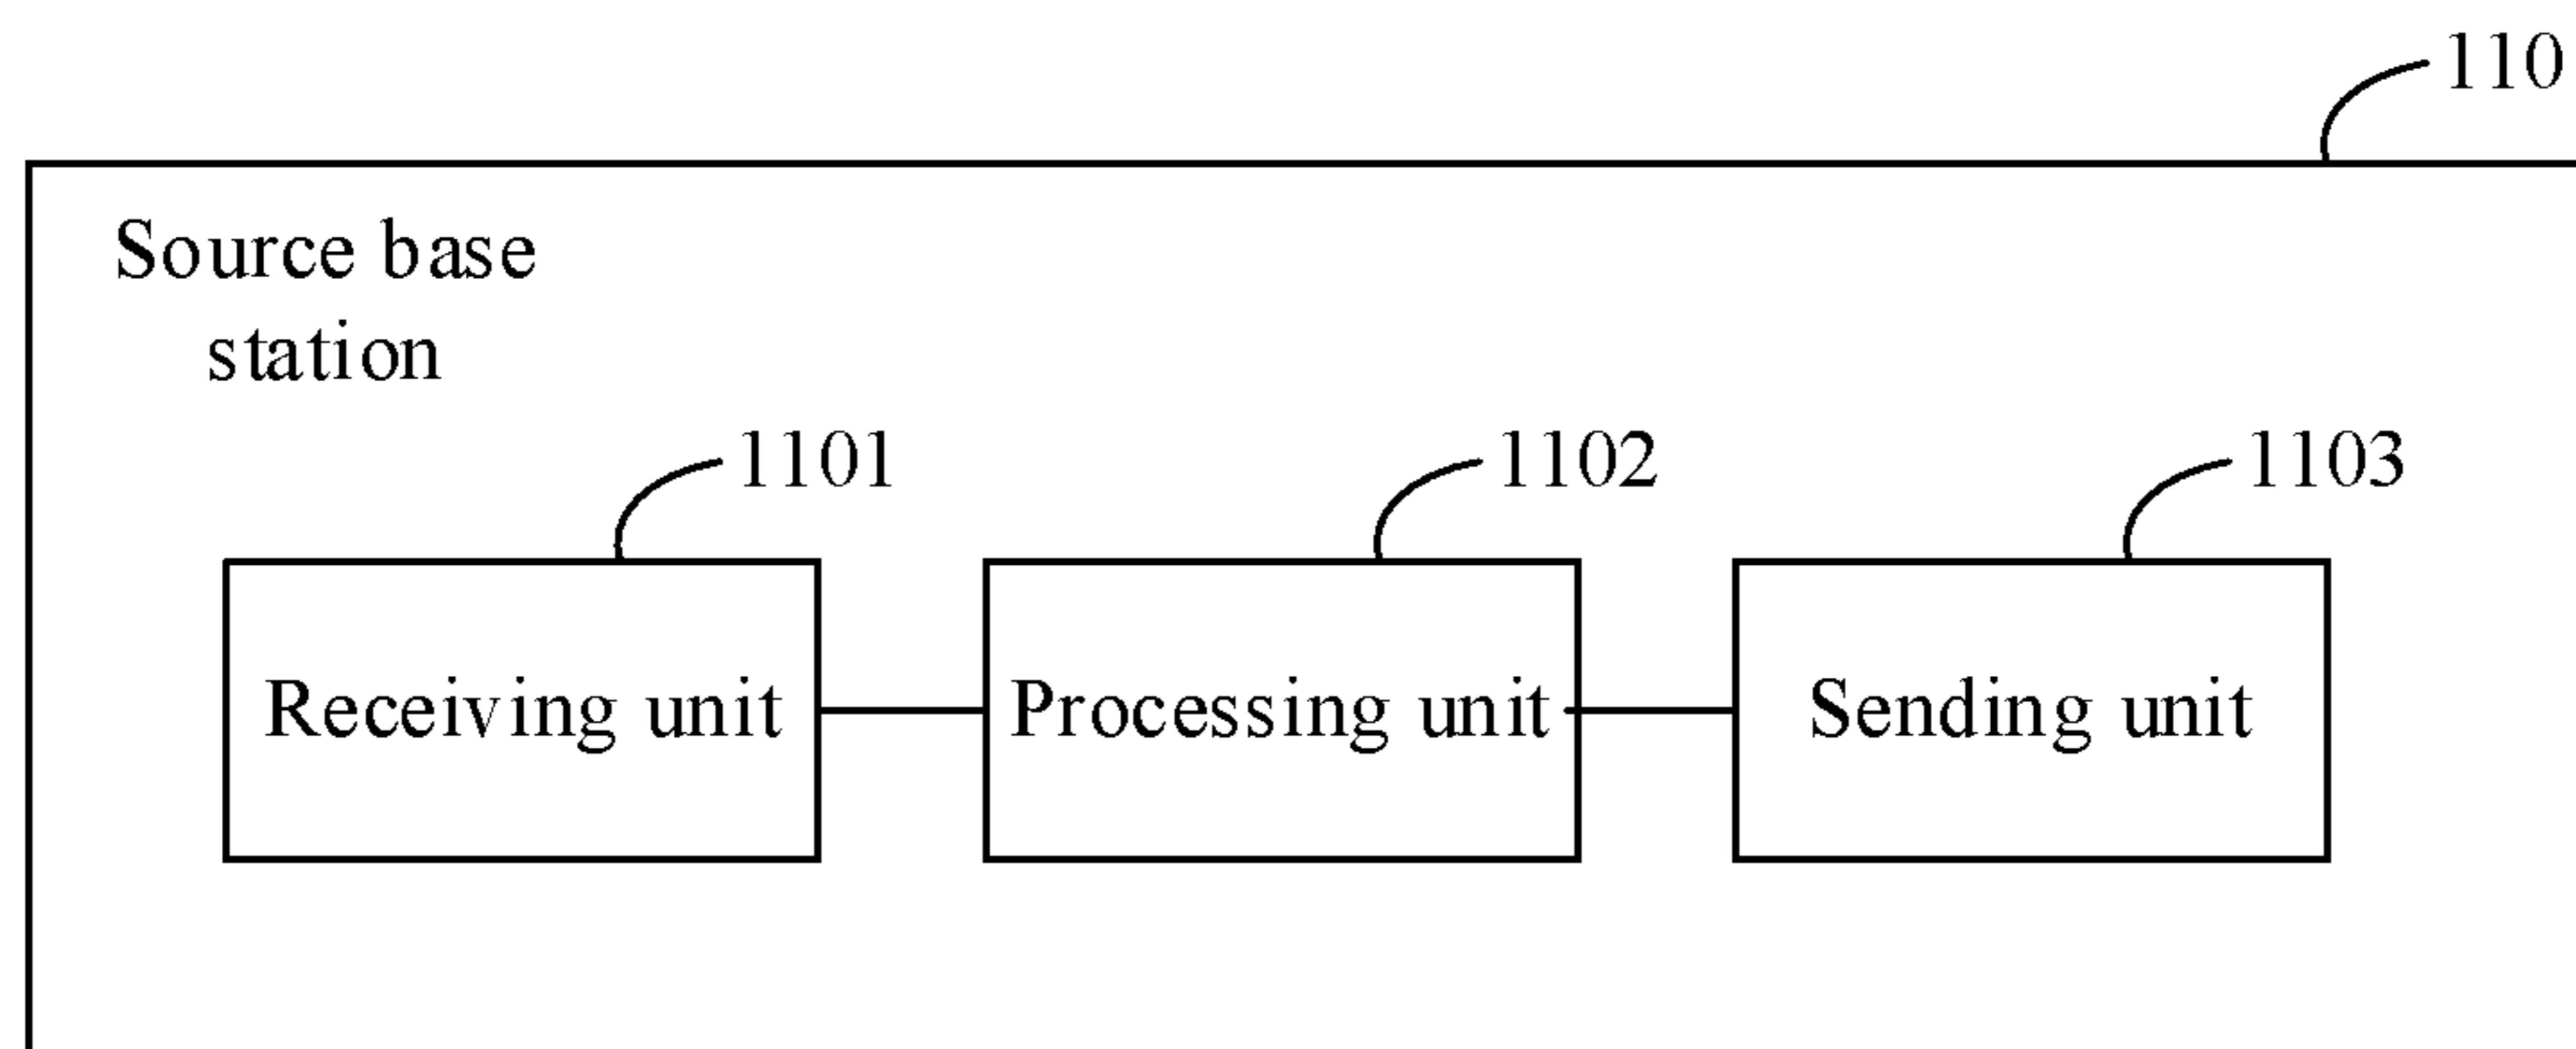 110
Source base
station
1101
1102
1103
Receiving unit
Processing unit
Sending unit